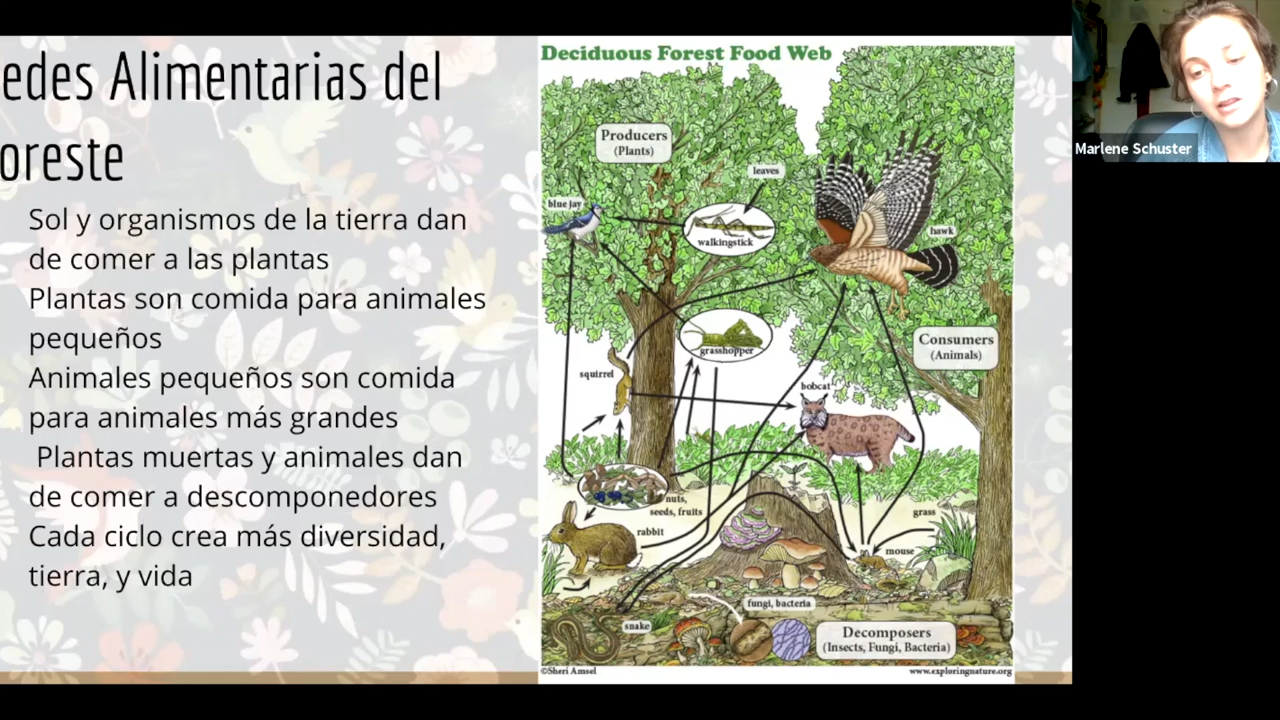 edes Alimentarias del
oreste
Sol y organismos de la tierra dan
de comer a las plantas
Plantas son comida para animales
pequeños
Animales pequeños son comida
para animales más grandes
Plantas muertas y animales dan
de comer a descomponedores
Cada ciclo crea más diversidad,
tierra, y vida
Deciduous Forest Food Web
Producers
(Plants)
leaves
blue jay
walkingstick
hawk
grasshopper
Consumers
(Animals)
squirrel
bobcat
nuts,
seeds, fruits
grass
rabbit
mouse
fungi, bacteria
snake
Decomposers
(Insects, Fungi, Bacteria)
©Sheri Amsel
www.exploringnature.org
Marlene Schuster